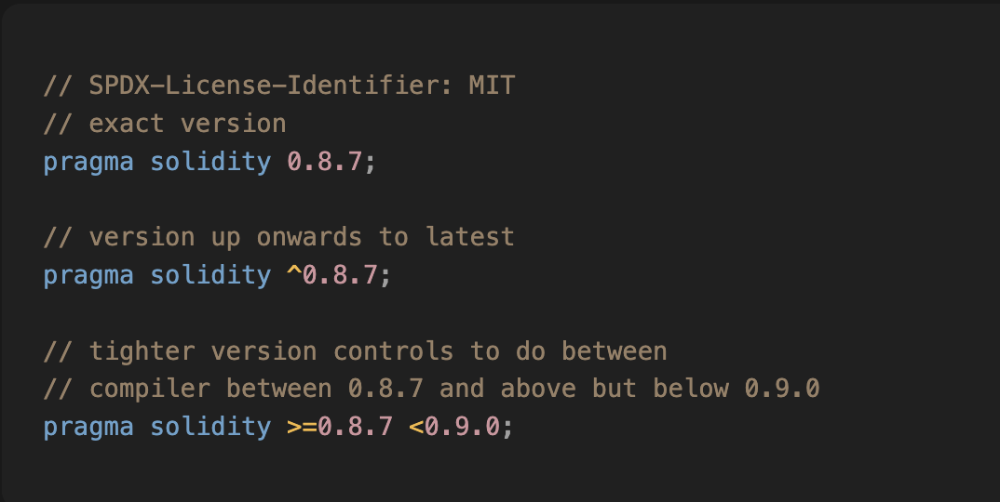 // SPDX-License-Identifier: MIT
// exact version
pragma solidity 0.8.7;
// version up onwards to latest
pragma solidity ^0.8.7;
// tighter version controls to do between
// compiler between 0.8.7 and above but below 0.9.0
pragma solidity >=0.8.7 <0.9.0;